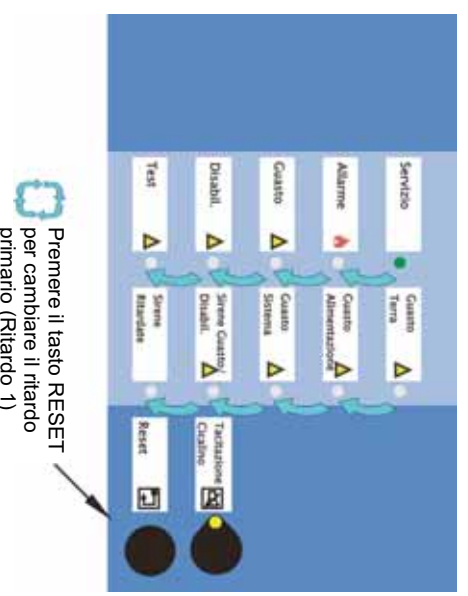 Servizio
Guasto
Terra
Allarme
Guasto
Alimentazione
Guasto
Guasto
Sistema
Disabil.
Sirene Guasto/
Disabil.
Tacitazione
Cicalino
Test
Sirene
Ritardate
Reset
Premere il tasto RESET
per cambiare il ritardo
primario (Ritardo 1)